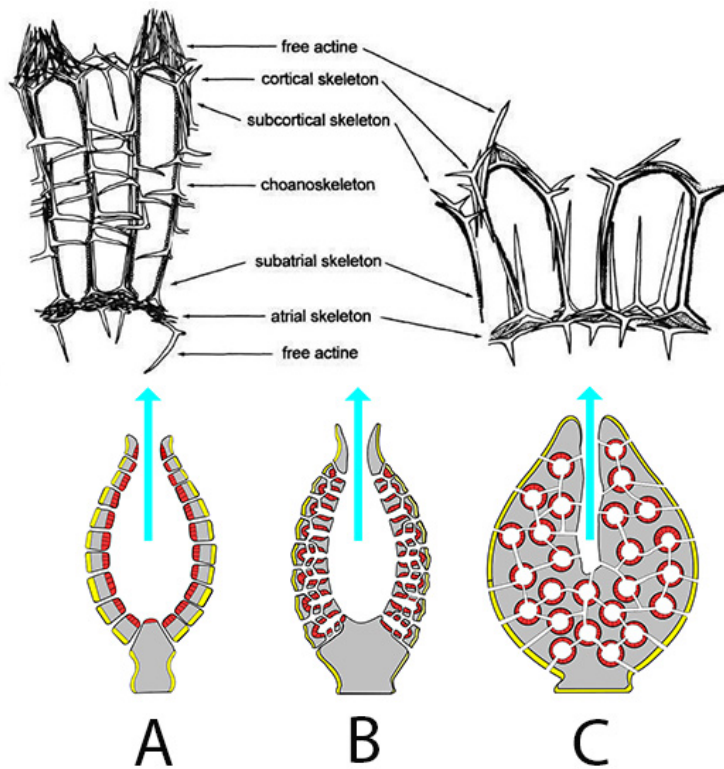 free actine
cortical skeleton
subcortical skeleton
choanoskeleton
subatrial skeleton
atrial skeleton
free actine
A B C